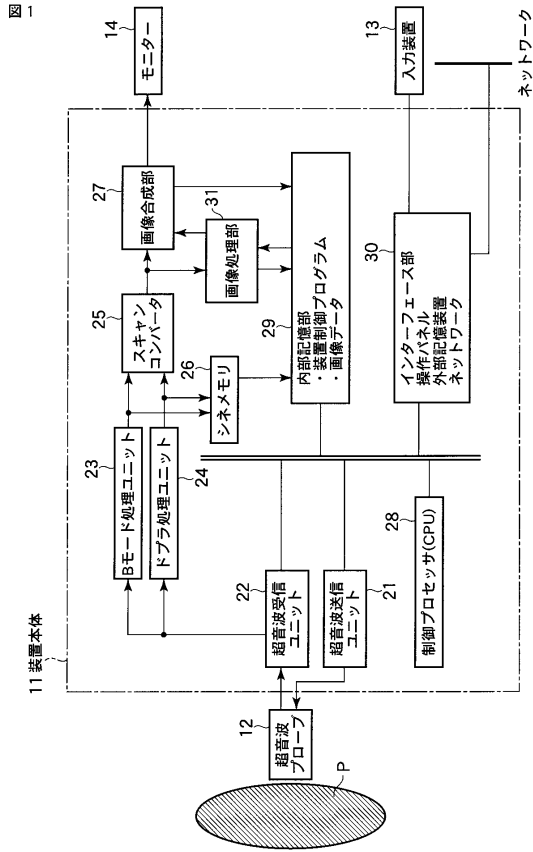 図1
11 装置本体
P
12
超音波
プローブ
22
超音波受信
ユニット
21
超音波送信
ユニット
28
制御プロセッサ(CPU)
23
Bモード処理ユニット
24
ドプラ処理ユニット
25
スキャン
コンバータ
26
シネメモリ
27
画像合成部
31
画像処理部
29
内部記憶部
・装置制御プログラム
・画像データ
30
インターフェース部
操作パネル
外部記憶装置
ネットワーク
14
モニター
13
入力装置
ネットワーク